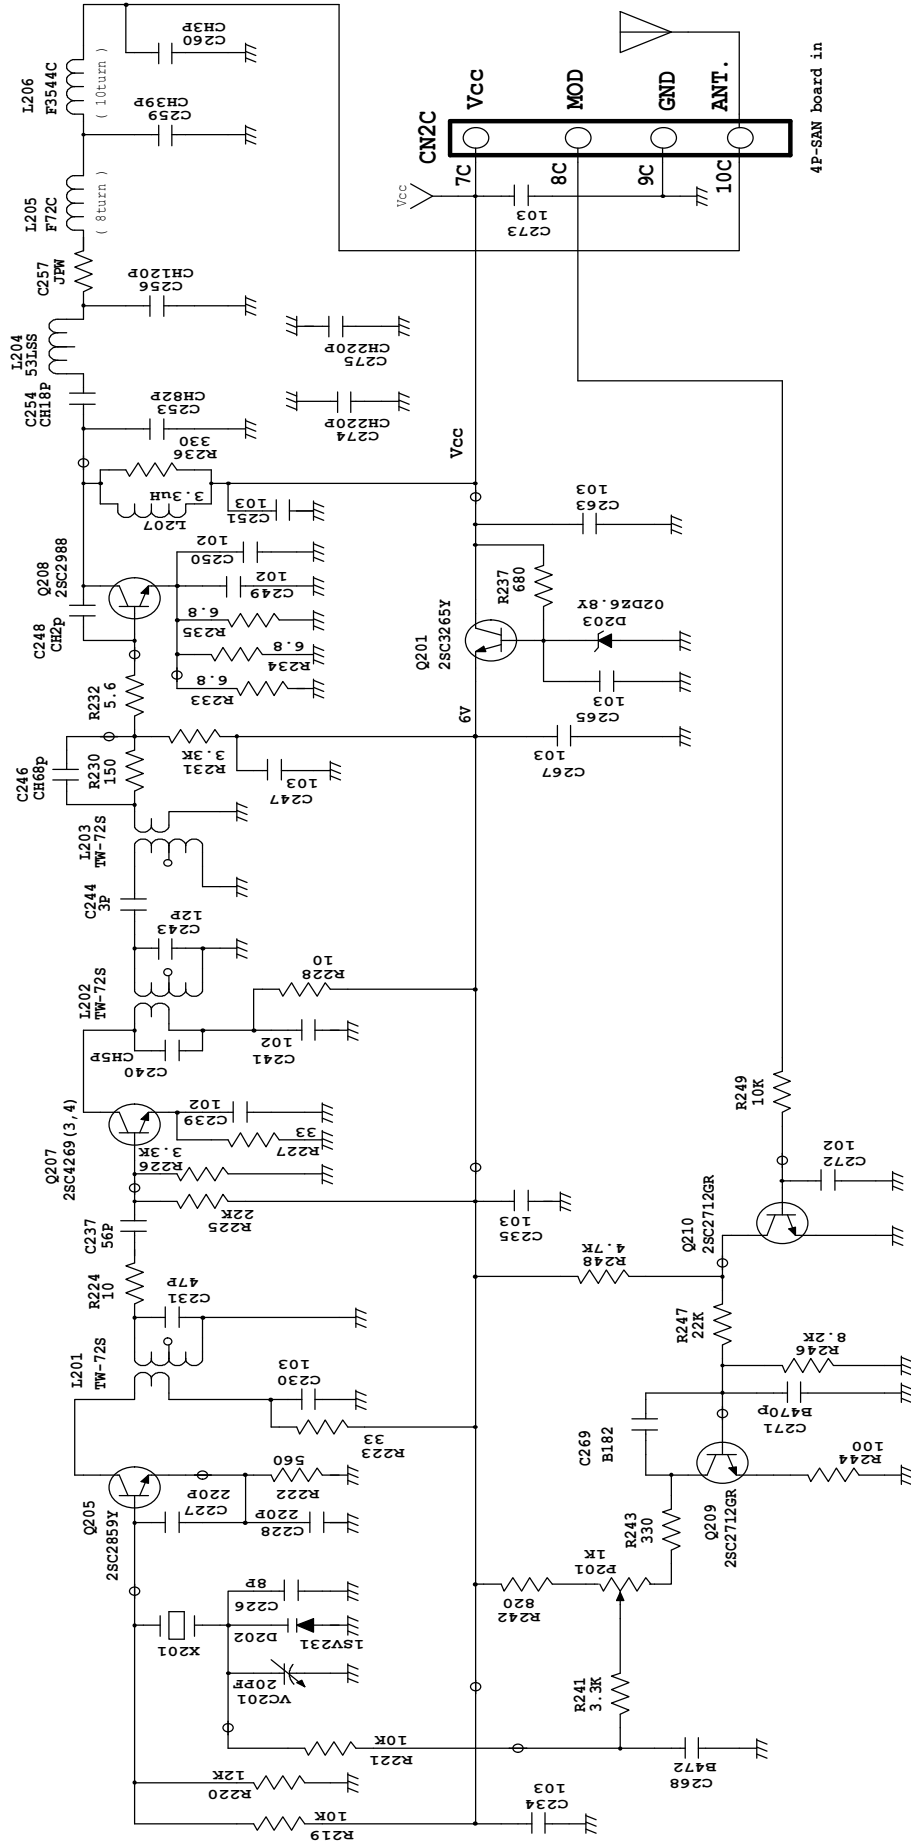 L206
F3544C
( 10turn )
C260
CH3P
C259
CH39P
L205
F72C
( 8turn )
C257
JPW
C256
CH120P
L204
53LSS
C254
CH18P
C253
CH82P
C275
CH220P
C274
CH220P
R236
330
L207
3.3uH
C251
103
Q208
2SC2988
C250
102
C249
102
R235
6.8
R234
6.8
R233
6.8
C248
CH2p
R232
5.6
C246
CH68p
R230
150
R231
3.3K
C247
103
L203
TW-72S
C244
3P
C243
12P
L202
TW-72S
C240
CH5P
R228
10
C241
102
Q207
2SC4269(3,4)
C239
102
R227
33
R226
3.3K
R225
22K
C237
56P
R224
10
C231
47P
L201
TW-72S
C230
103
R223
33
Q205
2SC2859Y
R222
560
C227
220P
C228
220P
C226
8P
D202
1SV231
X201
VC201
20PF
R221
10K
R220
12K
R219
10K
CN2C
Vcc
MOD
GND
ANT.
7C
8C
9C
10C
4P-SAN board in
Vcc
C273
103
Vcc
C263
103
R237
680
Q201
2SC3265Y
D203
02DZ6.8Y
C265
103
6V
C267
103
C235
103
C234
103
R249
10K
C272
102
Q210
2SC2712GR
R248
4.7K
R247
22K
R246
8.2K
C271
B470p
C269
B182
Q209
2SC2712GR
R244
100
R243
330
P201
1K
R242
820
R241
3.3K
C268
B472